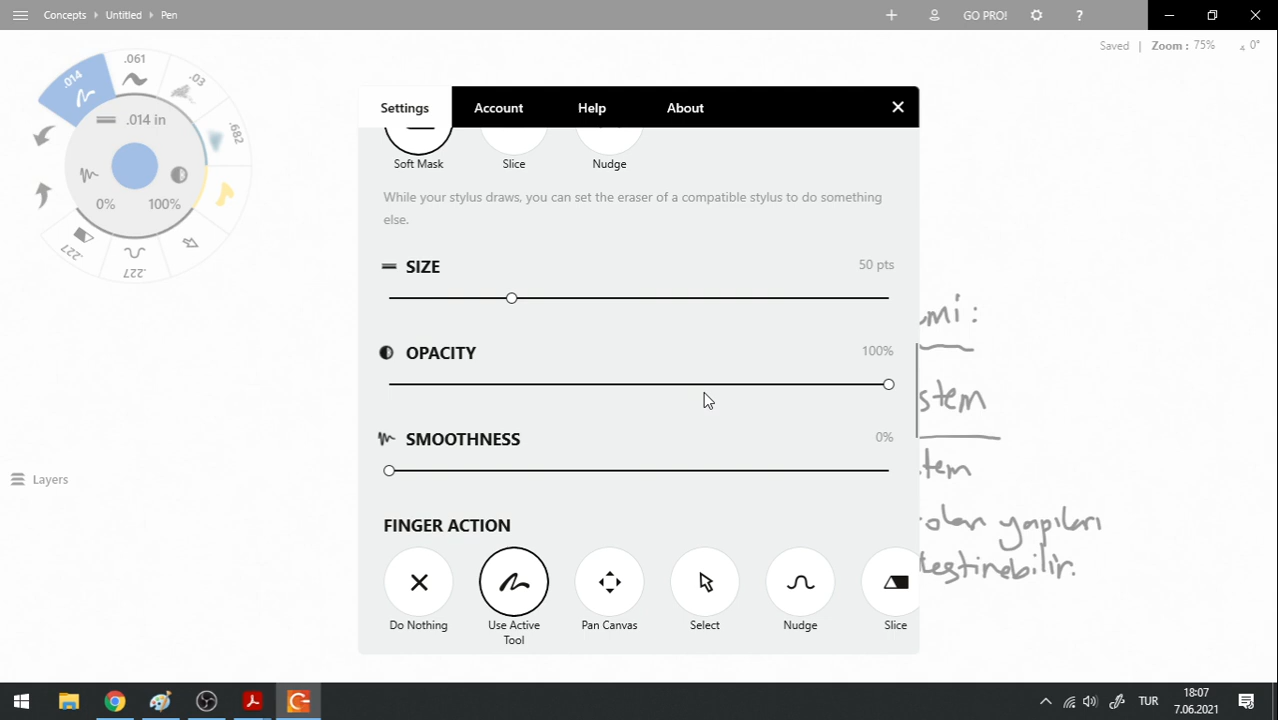 Concepts › Untitled › Pen
GO PRO!
?
Saved | Zoom : 75% 0°
.014
.061
.03
.682
.014 in
0%
100%
.227
.227
Layers
Settings
Account
Help
About
Soft Mask
Slice
Nudge
While your stylus draws, you can set the eraser of a compatible stylus to do something
else.
SIZE
50 pts
OPACITY
100%
SMOOTHNESS
0%
FINGER ACTION
Do Nothing
Use Active
Tool
Pan Canvas
Select
Nudge
Slice
emi :
stem
tem
olan yapıları
TUR
18:07
7.06.2021